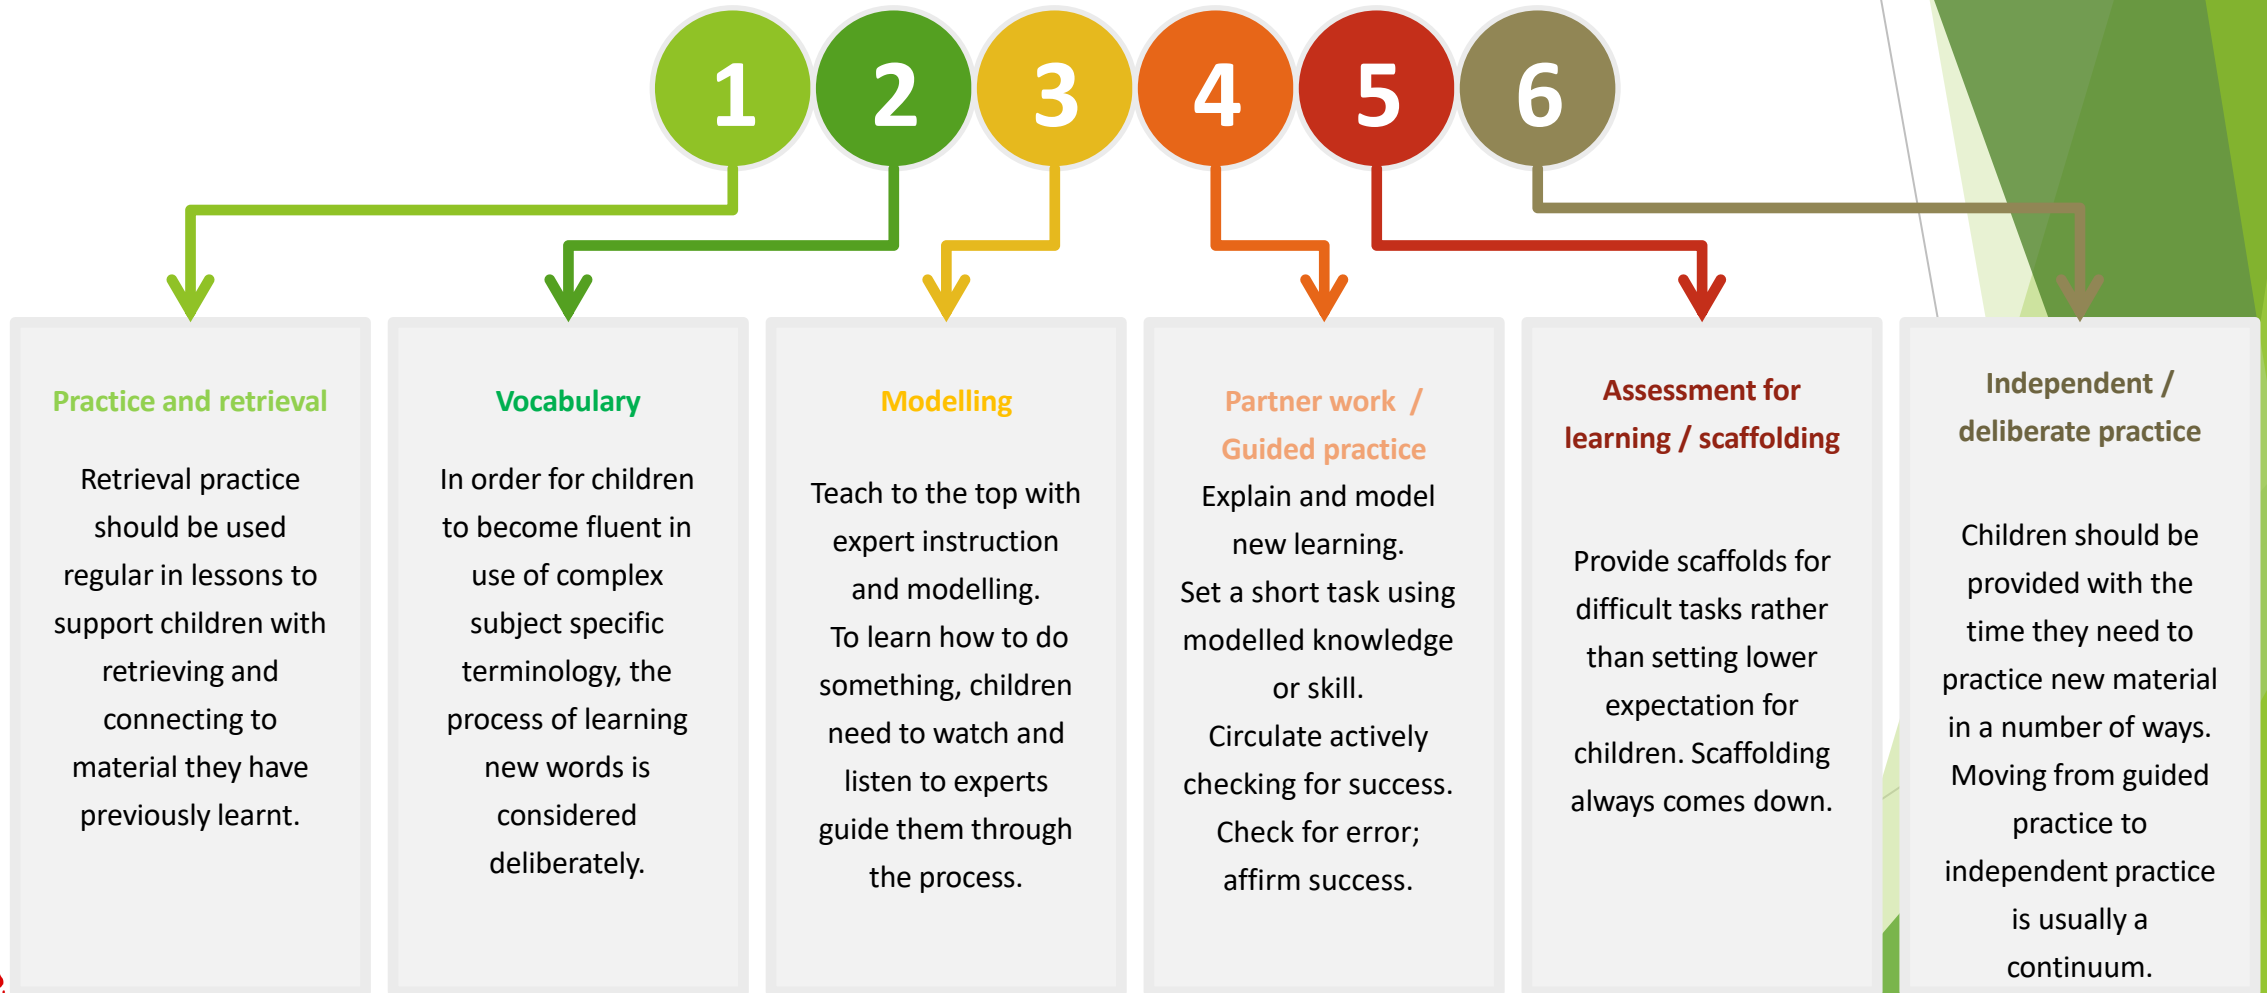 1
2
3
4
5
6
Practice and retrieval
Retrieval practice
should be used
regular in lessons to
support children with
retrieving and
connecting to
material they have
previously learnt.
Vocabulary
In order for children
to become fluent in
use of complex
subject specific
terminology, the
process of learning
new words is
considered
deliberately.
Modelling
Teach to the top with
expert instruction
and modelling.
To learn how to do
something, children
need to watch and
listen to experts
guide them through
the process.
Partner work /
Guided practice
Explain and model
new learning.
Set a short task using
modelled knowledge
or skill.
Circulate actively
checking for success.
Check for error;
affirm success.
Assessment for
learning / scaffolding
Provide scaffolds for
difficult tasks rather
than setting lower
expectation for
children. Scaffolding
always comes down.
Independent /
deliberate practice
Children should be
provided with the
time they need to
practice new material
in a number of ways.
Moving from guided
practice to
independent practice
is usually a
continuum.